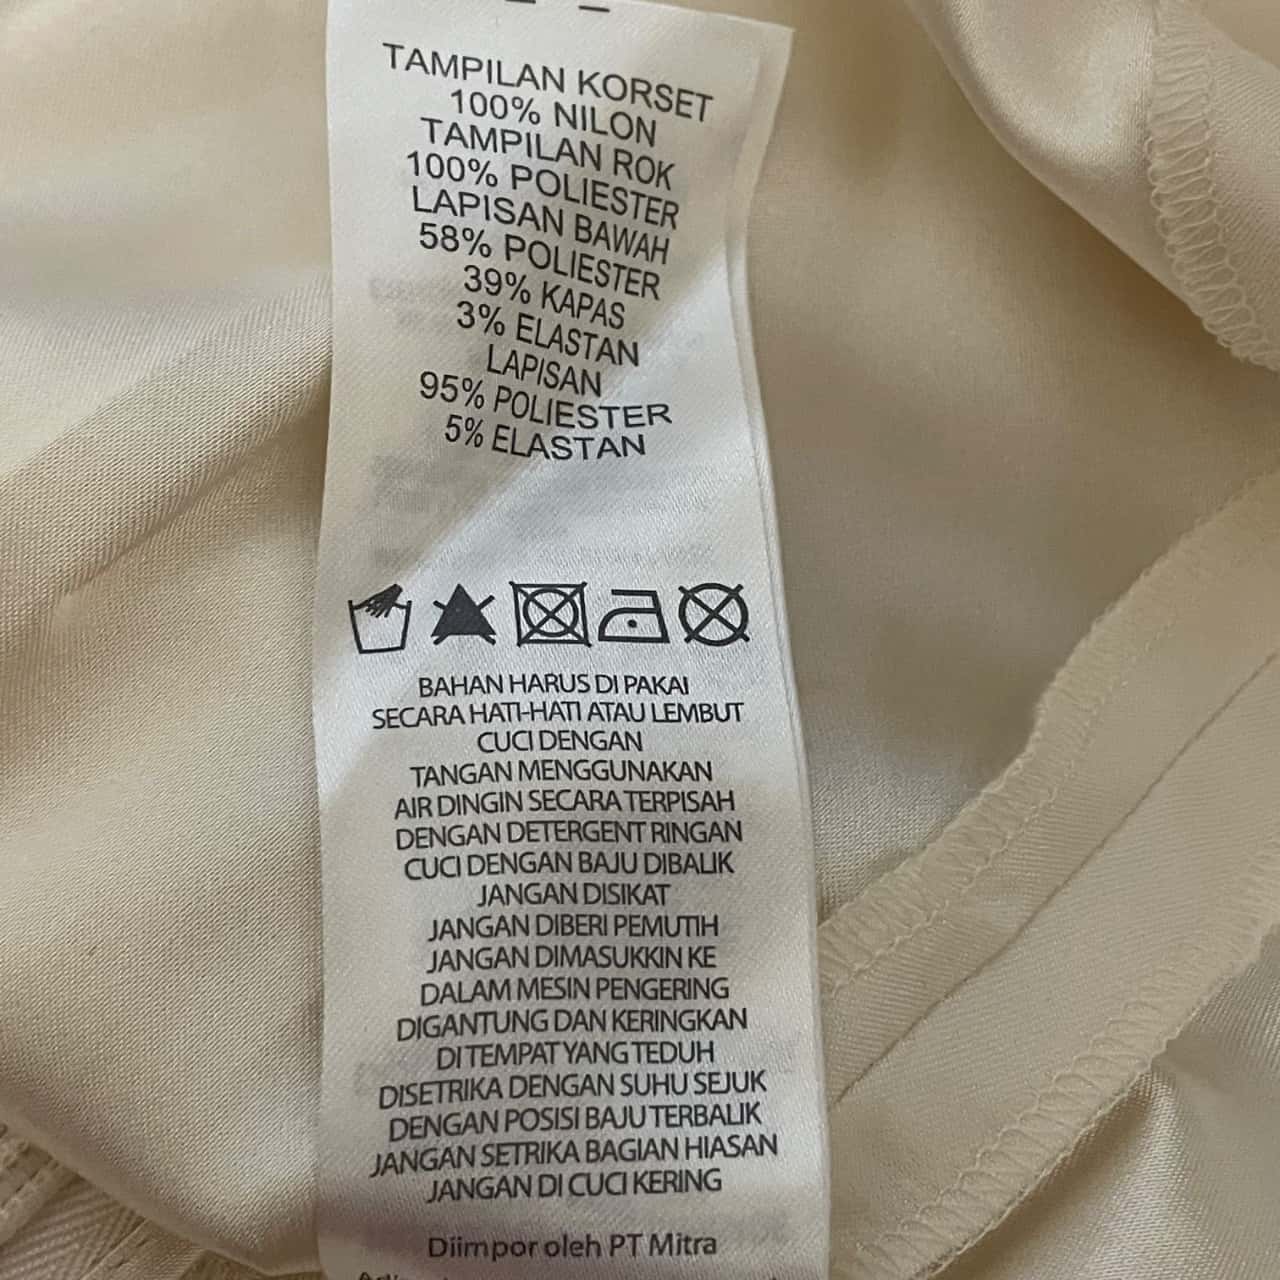 TAMPILAN KORSET
100% NILON
TAMPILAN ROK
100% POLIESTER
LAPISAN BAWAH
58% POLIESTER
39% KAPAS
3% ELASTAN
LAPISAN
95% POLIESTER
5% ELASTAN
BAHAN HARUS DI PAKAI
SECARA HATI-HATI ATAU LEMBUT
CUCI DENGAN
TANGAN MENGGUNAKAN
AIR DINGIN SECARA TERPISAH
DENGAN DETERGENT RINGAN
CUCI DENGAN BAJU DIBALIK
JANGAN DISIKAT
JANGAN DIBERI PEMUTIH
JANGAN DIMASUKKIN KE
DALAM MESIN PENGERING
DIGANTUNG DAN KERINGKAN
DI TEMPAT YANG TEDUH
DISETRIKA DENGAN SUHU SEJUK
DENGAN POSISI BAJU TERBALIK
JANGAN SETRIKA BAGIAN HIASAN
JANGAN DI CUCI KERING
Diimpor oleh PT Mitra